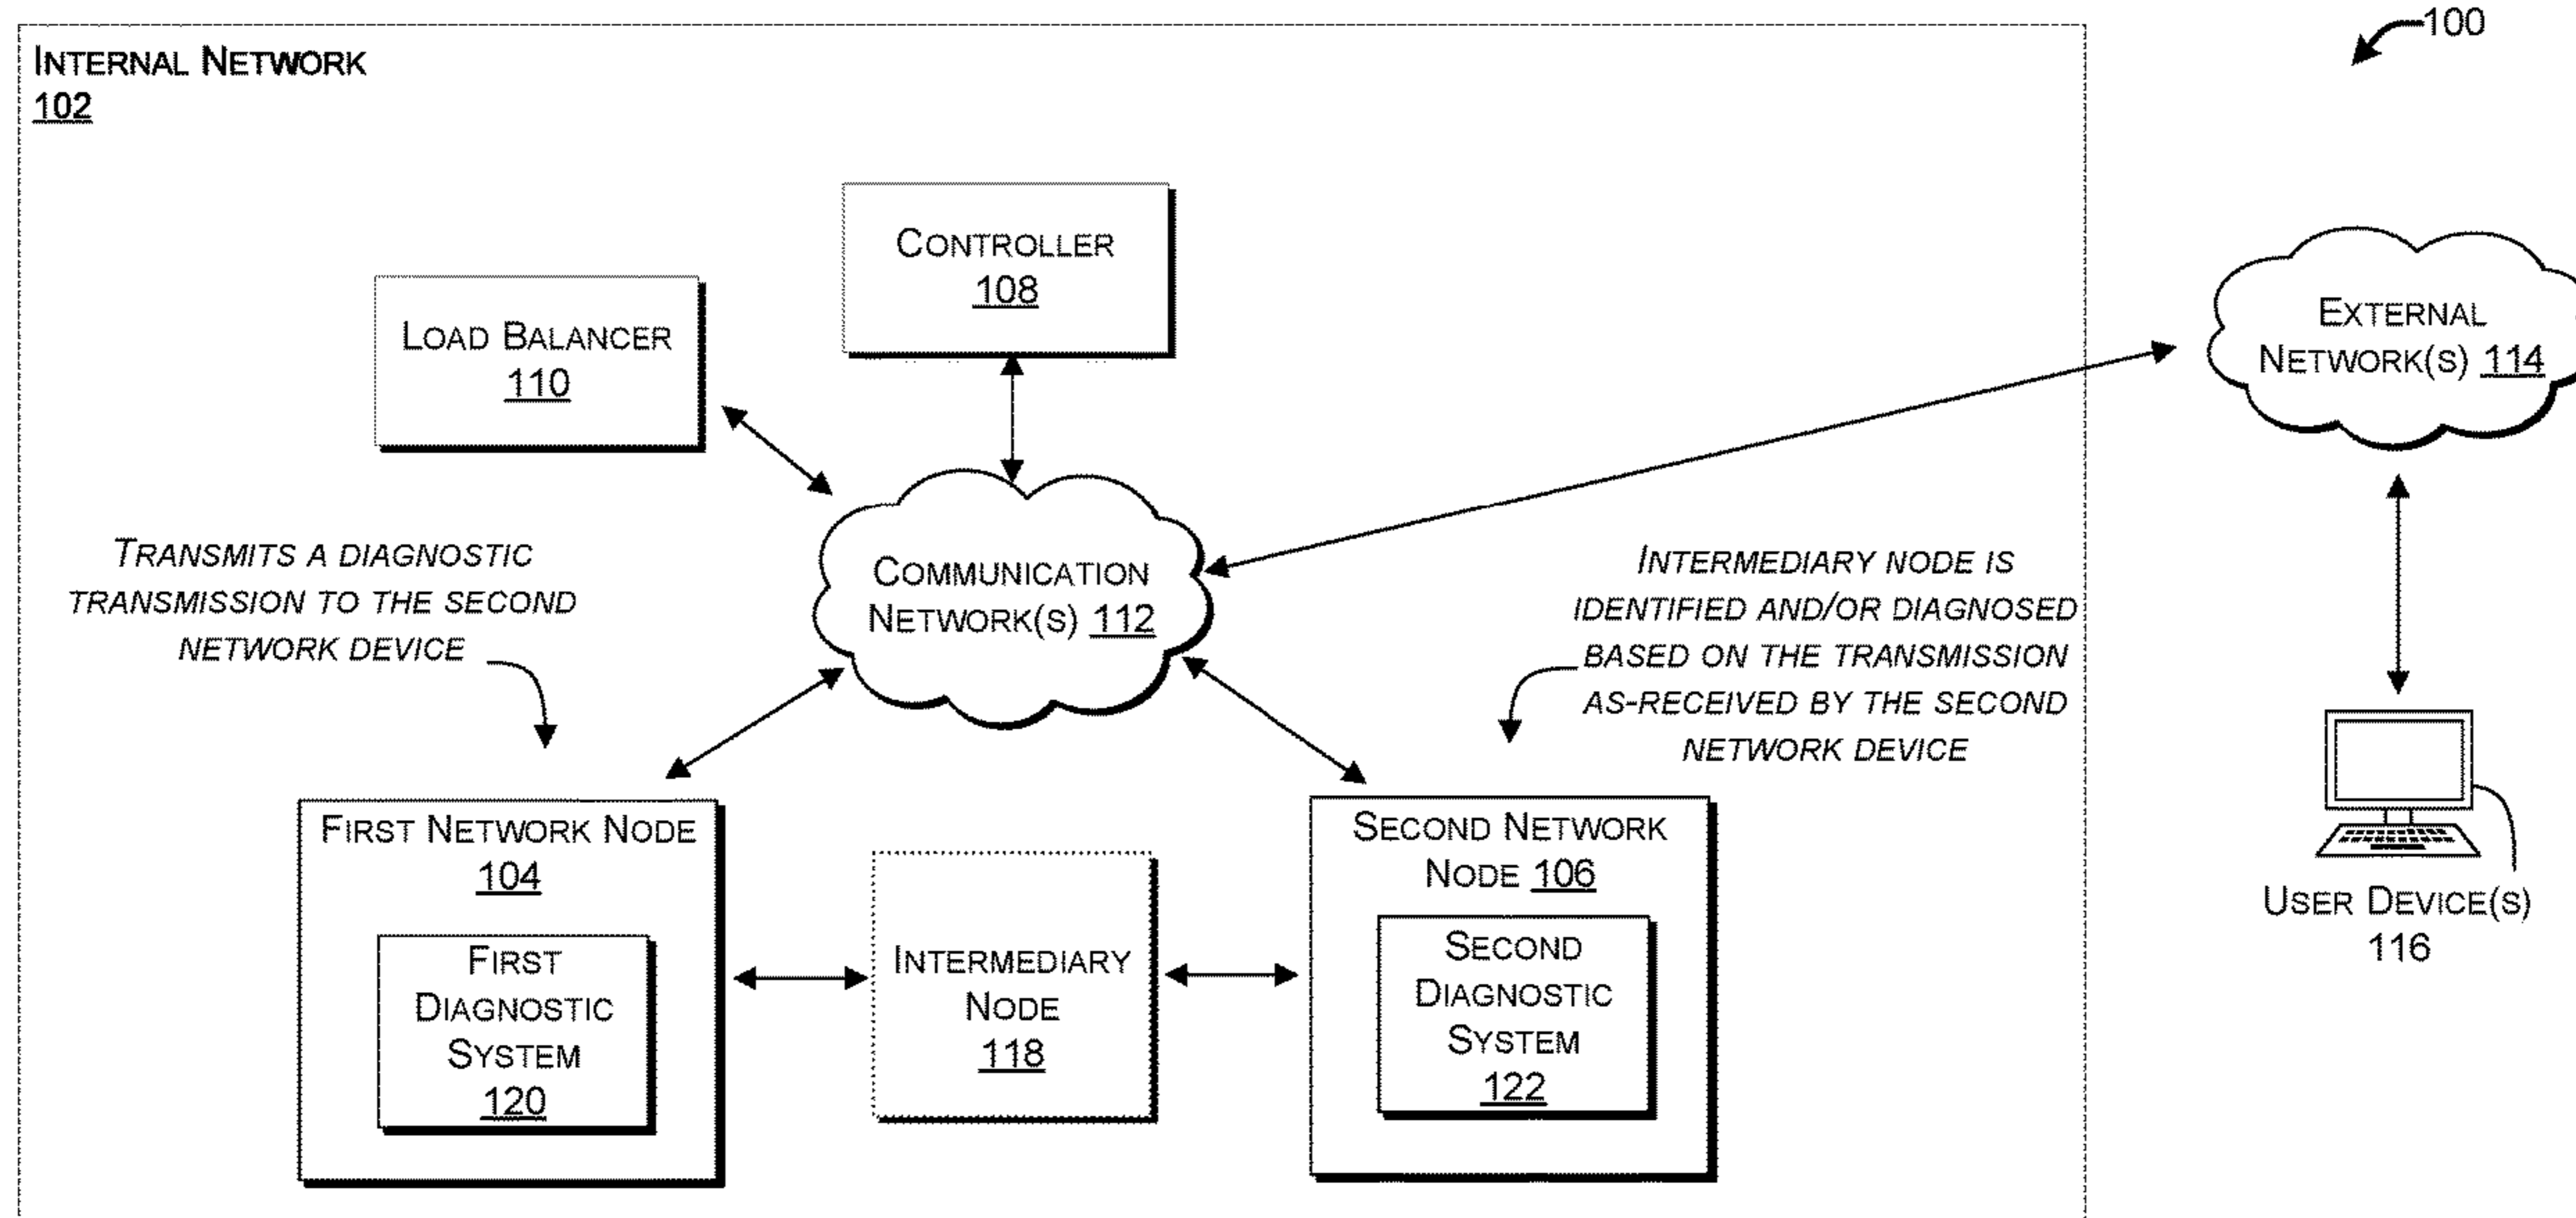 100
INTERNAL NETWORK
102
CONTROLLER
108
LOAD BALANCER
110
EXTERNAL
NETWORK(S) 114
COMMUNICATION
NETWORK(S) 112
TRANSMITS A DIAGNOSTIC
TRANSMISSION TO THE SECOND
NETWORK DEVICE
INTERMEDIARY NODE IS
IDENTIFIED AND/OR DIAGNOSED
BASED ON THE TRANSMISSION
AS-RECEIVED BY THE SECOND
NETWORK DEVICE
FIRST NETWORK NODE
104
FIRST
DIAGNOSTIC
SYSTEM
120
INTERMEDIARY
NODE
118
SECOND NETWORK
NODE 106
SECOND
DIAGNOSTIC
SYSTEM
122
USER DEVICE(S)
116